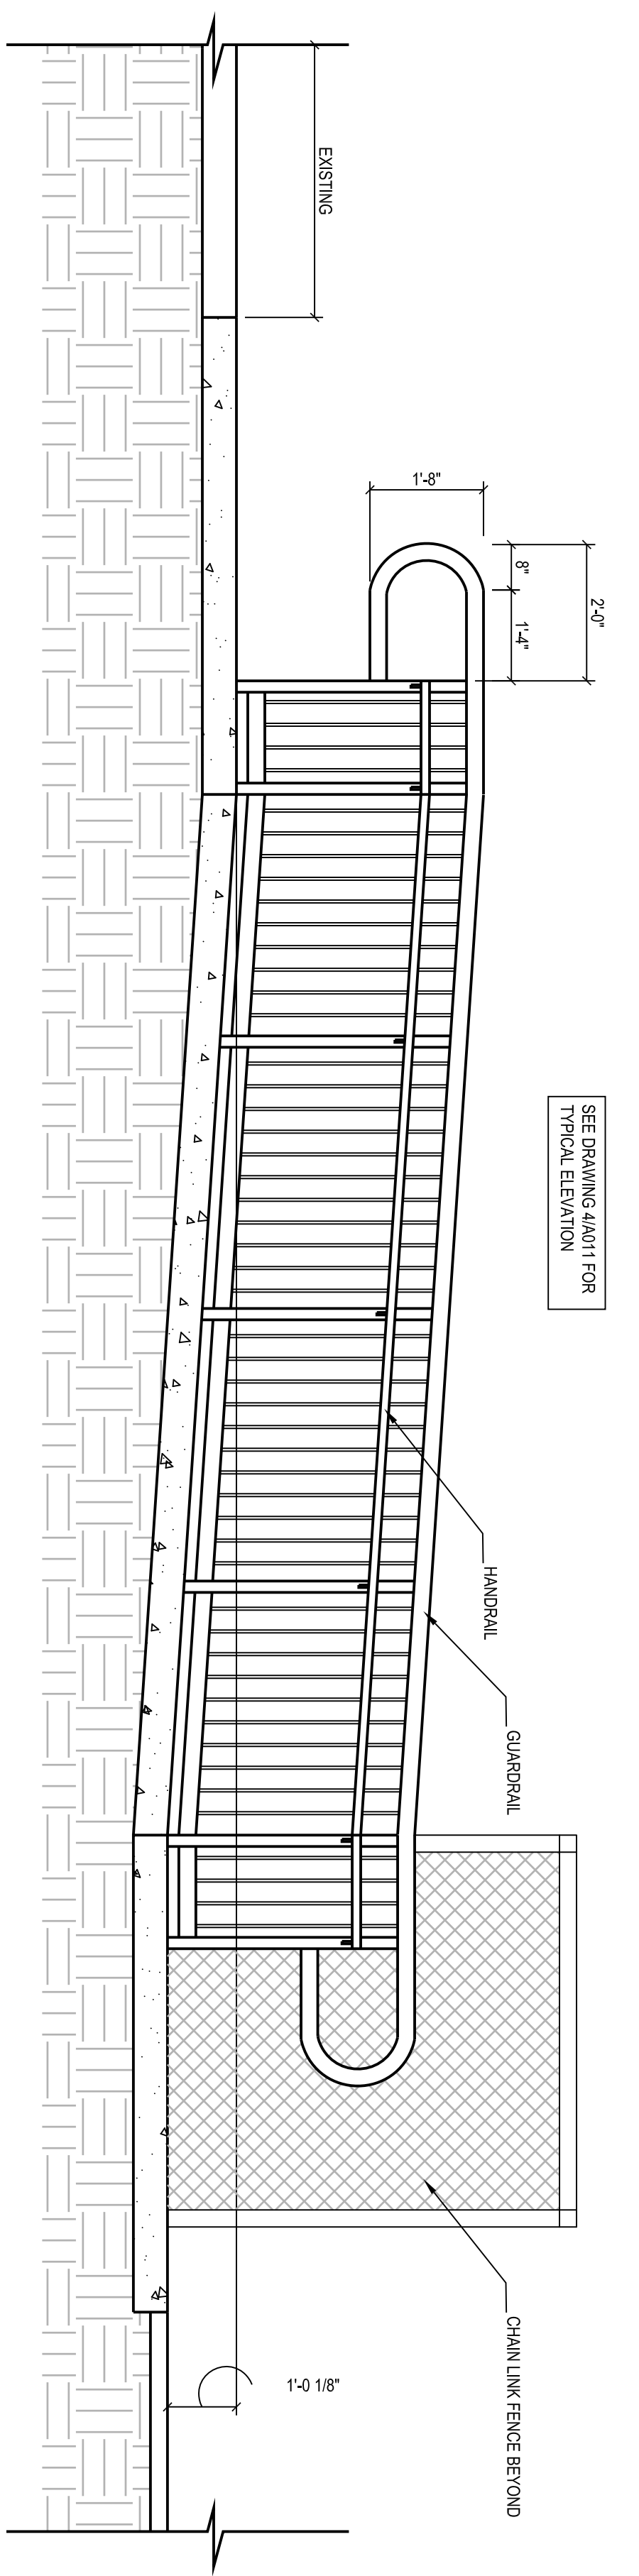 SEE DRAWING 4/A011 FOR
TYPICAL ELEVATION
2'-0"
8"
1'-4"
1'-8"
EXISTING
HANDRAIL
GUARDRAIL
CHAIN LINK FENCE BEYOND
1'-0 1/8"